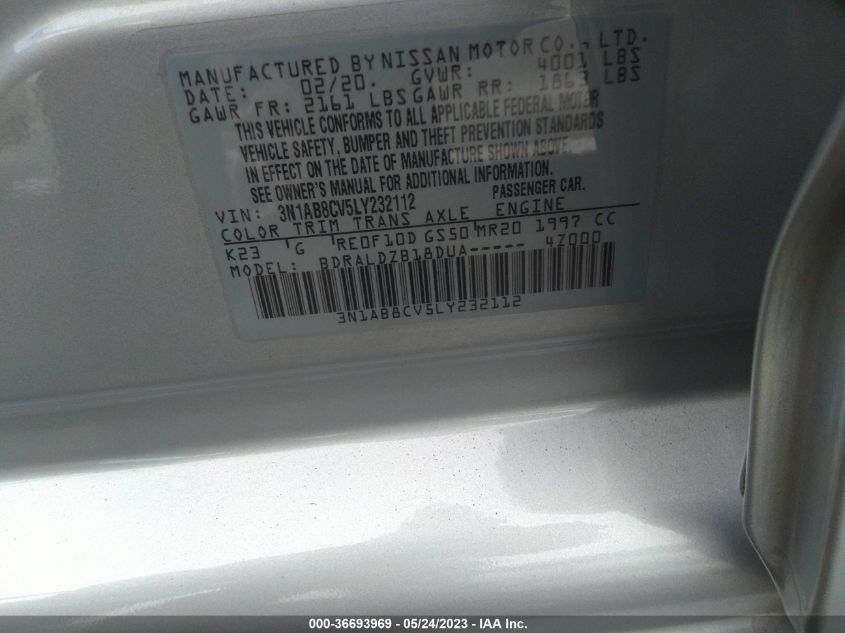 MANUFACTURED BY NISSAN MOTOR CO., LTD.
DATE: 02/20. GVWR: 4001 LBS
GAWR FR: 2161 LBS GAWR RR: 1863 LBS
THIS VEHICLE CONFORMS TO ALL APPLICABLE FEDERAL MOTOR
VEHICLE SAFETY, BUMPER AND THEFT PREVENTION STANDARDS
IN EFFECT ON THE DATE OF MANUFACTURE SHOWN ABOVE.
SEE OWNER'S MANUAL FOR ADDITIONAL INFORMATION.
VIN: 3N1AB8CV5LY232112 PASSENGER CAR.
COLOR TRIM TRANS AXLE ENGINE
K23 G RE0F10D GS50 MR20 1997 CC
MODEL: BDRALDZB18DUA----- 4Z000
3N1AB8CV5LY232112
000-36693969 - 05/24/2023 - IAA Inc.